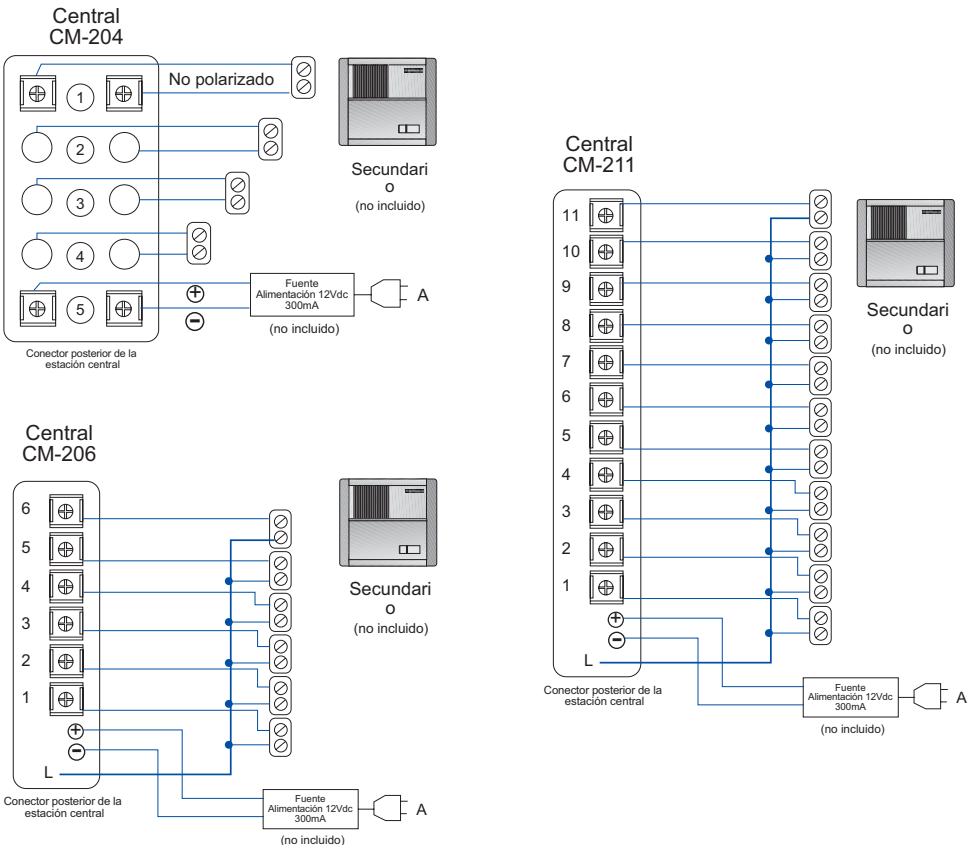 Central
CM-204
1
No polarizado
2
3
4
5
+
−
Fuente
Alimentación 12Vdc
300mA
(no incluido)
A
Conector posterior de la
estación central
Secundari
o
(no incluido)
Central
CM-206
6
5
4
3
2
1
+
−
L
Conector posterior de la
estación central
Fuente
Alimentación 12Vdc
300mA
(no incluido)
A
Secundari
o
(no incluido)
Central
CM-211
11
10
9
8
7
6
5
4
3
2
1
+
−
L
Conector posterior de la
estación central
Fuente
Alimentación 12Vdc
300mA
(no incluido)
A
Secundari
o
(no incluido)